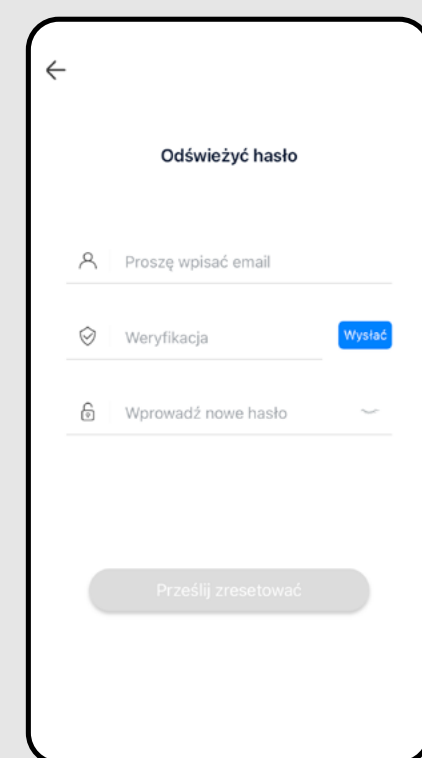 Odświeżyć hasło
Proszę wpisać email
Weryfikacja
Wysłać
Wprowadź nowe hasło
Prześlij zresetować